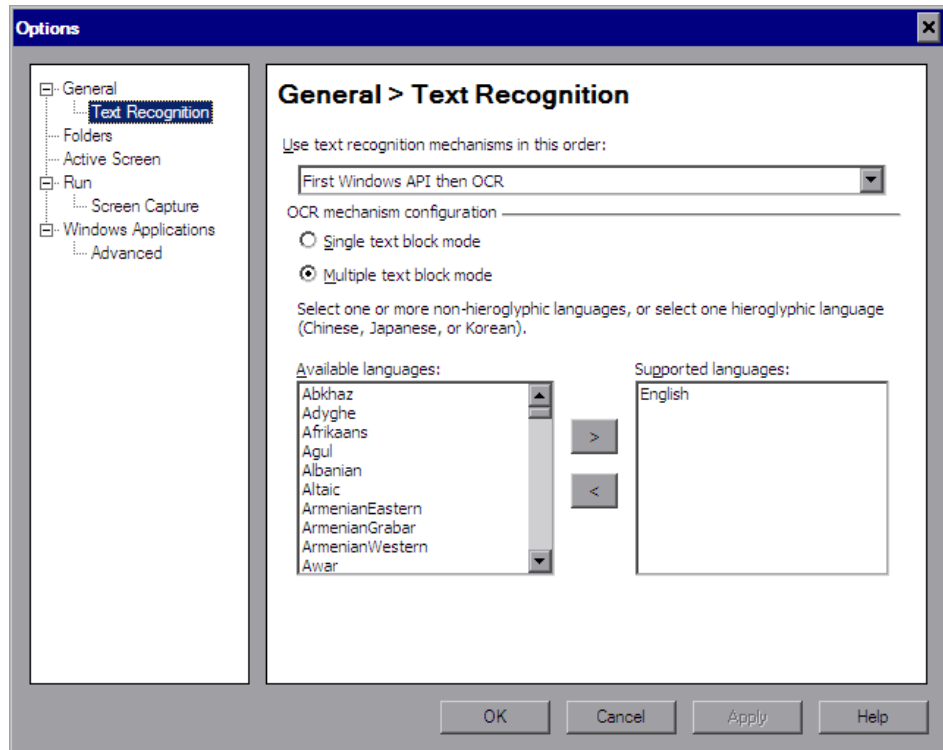 Options
General
Text Recognition
Folders
Active Screen
Run
Screen Capture
Windows Applications
Advanced
General > Text Recognition
Use text recognition mechanisms in this order:
First Windows API then OCR
OCR mechanism configuration
Single text block mode
Multiple text block mode
Select one or more non-hieroglyphic languages, or select one hieroglyphic language
(Chinese, Japanese, or Korean).
Available languages:
Abkhaz
Adyghe
Afrikaans
Agul
Albanian
Altaic
ArmenianEastern
ArmenianGrabar
ArmenianWestern
Awar
>
<
Supported languages:
English
OK Cancel Apply Help